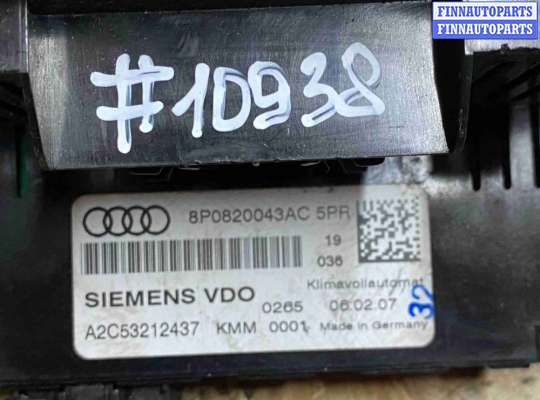 FINNAUTOPARTS
FINNAUTOPARTS
#10938
8P0820043AC 5PR
19
036
Klimavollautomat
SIEMENS VDO
0265 06.02.07
A2C53212437 KMM 0001 Made in Germany
32